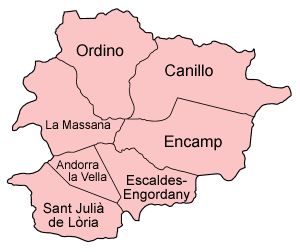 Ordino
Canillo
La Massana
Encamp
Andorra
la Vella
Escaldes-
Engordany
Sant Julià
de Lòria